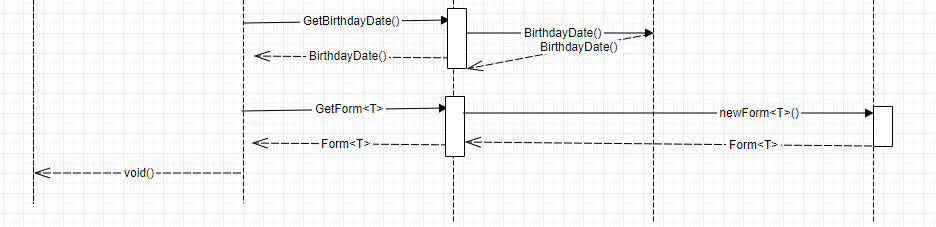 GetBirthdayDate()
BirthdayDate()
BirthdayDate()
BirthdayDate()
GetForm<T>
newForm<T>()
Form<T>
Form<T>
void()